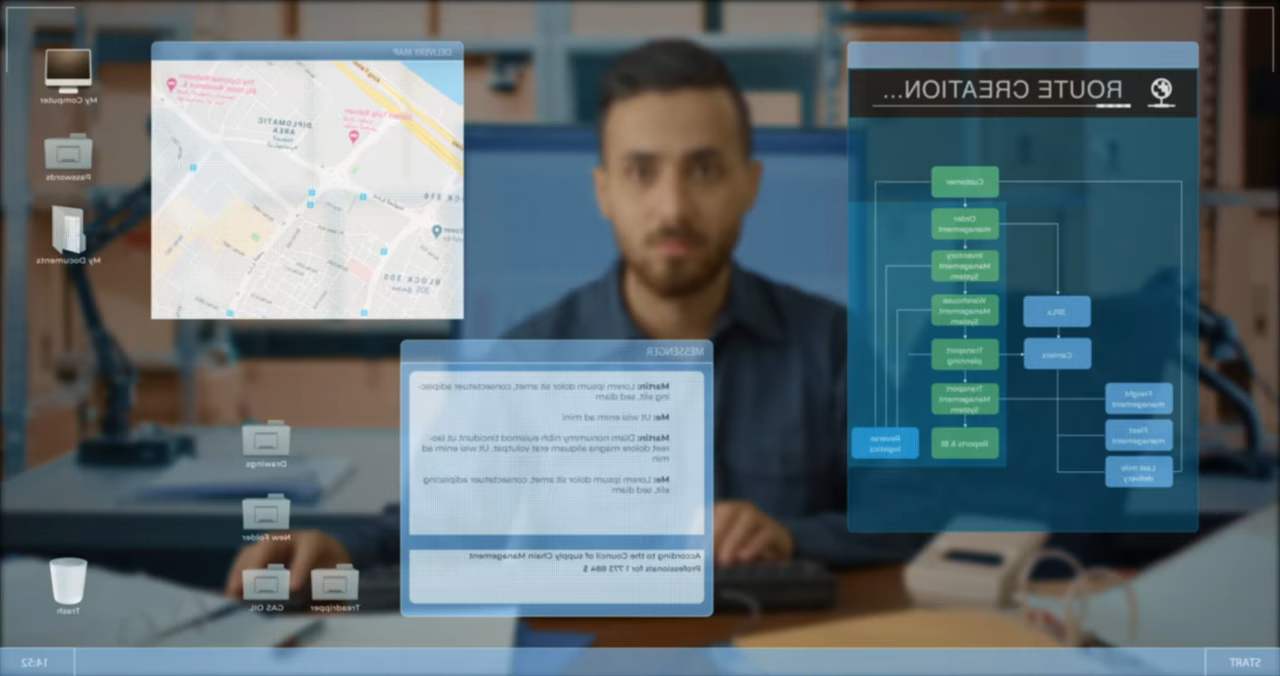 DELIVERY MAP
My Computer
Passwords
My Documents
DIPLOMATIC
AREA
BLOCK 305
ROUTE CREATION...
Customer
Order
management
Inventory
Management
System
Warehouse
Management
System
3PLs
Transport
planning
Carriers
Transport
Management
System
Freight
management
Reverse
logistics
Reports & BI
Fleet
management
Last mile
delivery
MESSENGER
Martin: Lorem ipsum dolor sit amet, consectetuer adipisc-
ing elit, sed diam
Me: Ut wisi enim ad mini
Martin: Diam nonummy nibh euismod tincidunt ut lao-
reet dolore magna aliquam erat volutpat. Ut wisi enim ad
min
Me: Lorem ipsum dolor sit amet, consectetuer adipiscing
elit, sed diam
According to the Council of supply Chain Management
Professionals for 1 773 884 $
Drawings
New Folder
GAS OIL
Treadripper
Trash
14:52
START